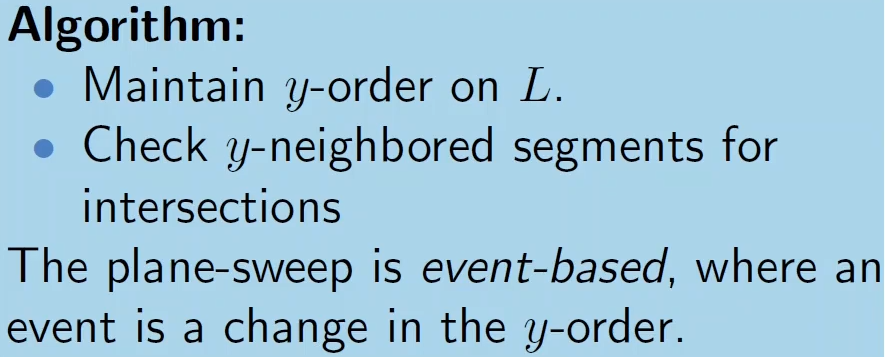 Algorithm:
• Maintain y-order on L.
• Check y-neighbored segments for
intersections
The plane-sweep is event-based, where an
event is a change in the y-order.